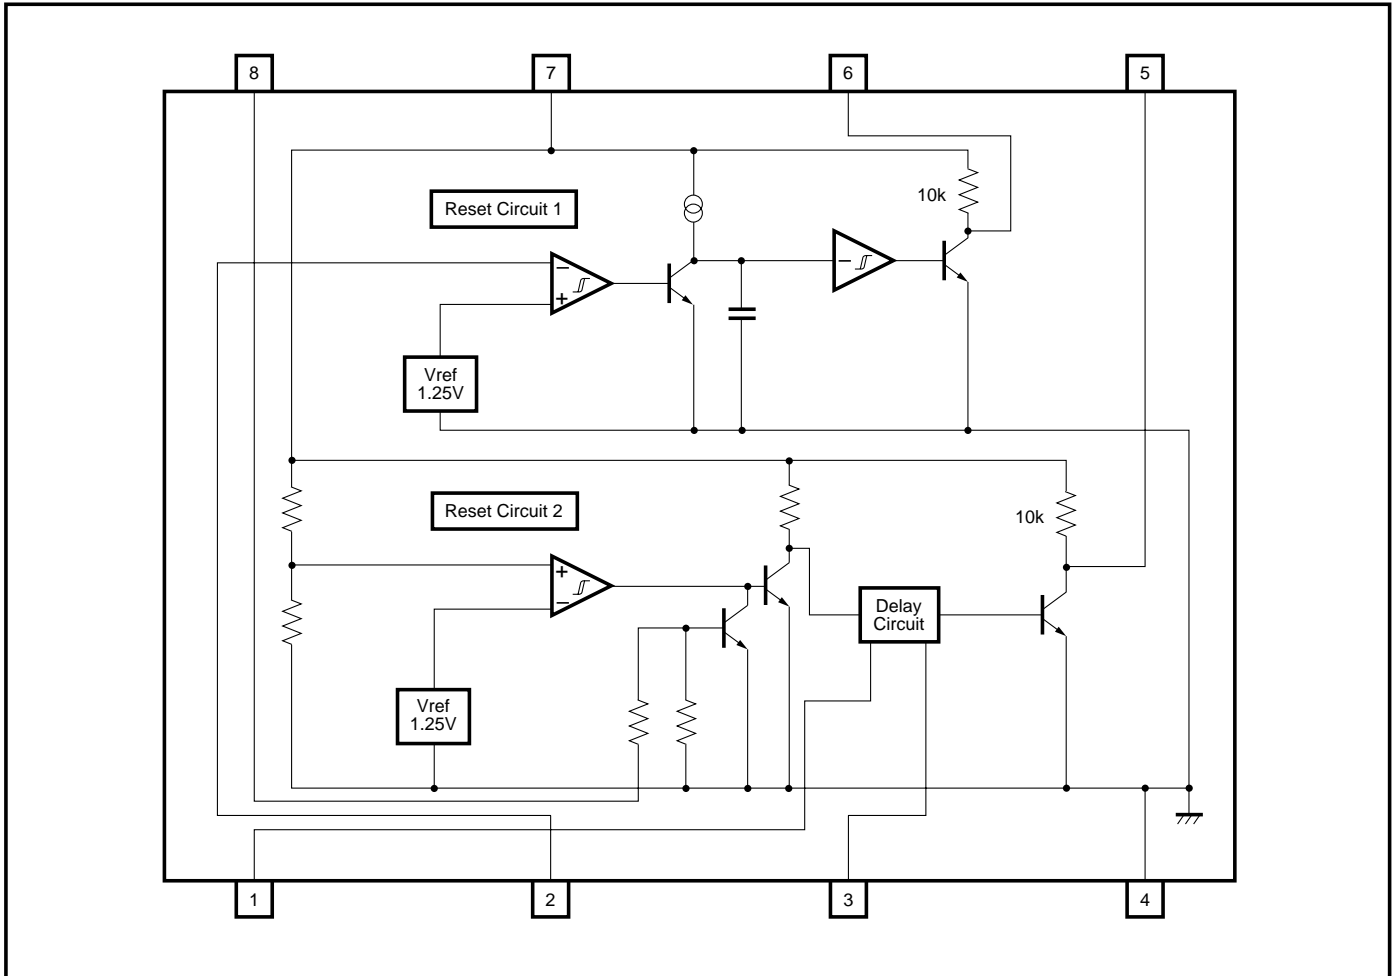 8
7
6
5
10k
Reset Circuit 1
−
+
−
Vref
1.25V
Reset Circuit 2
10k
+
−
Delay
Circuit
Vref
1.25V
1
2
3
4